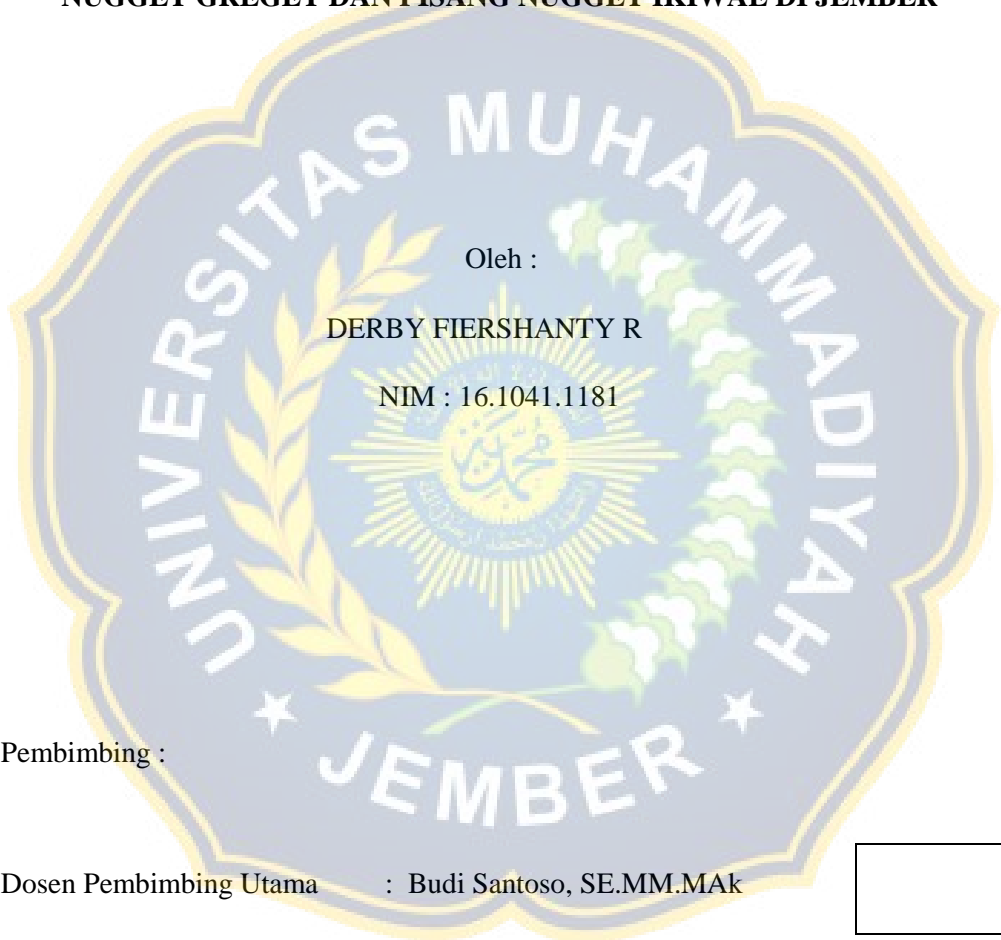 NUGGET GREGET DAN PISANG NUGGET IKIWAE DI JEMBER
UNIVERSITAS MUHAMMADIYAH
Oleh :
DERBY FIERSHANTY R
NIM : 16.1041.1181
محمدية
Pembimbing :
★ JEMBER ★
Dosen Pembimbing Utama : Budi Santoso, SE.MM.MAk